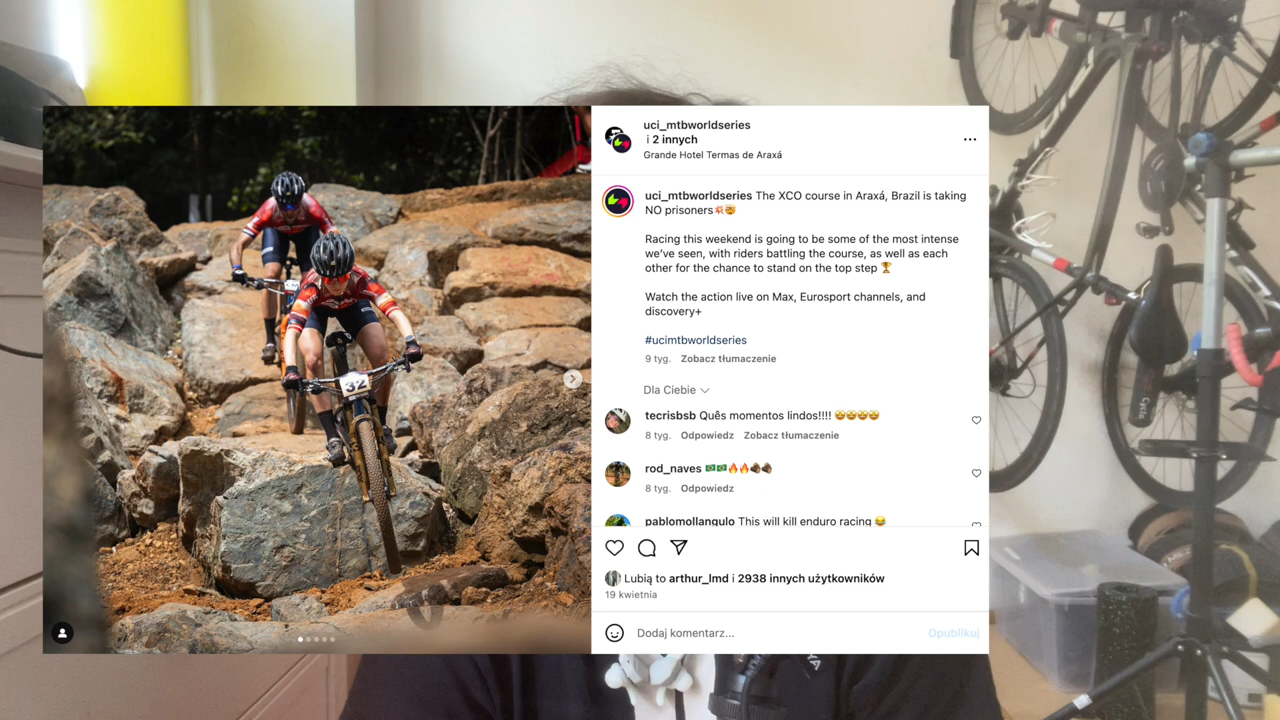 uci_mtbworldseries
i 2 innych
Grande Hotel Termas de Araxá
uci_mtbworldseries The XCO course in Araxá, Brazil is taking
NO prisoners💥🤯
Racing this weekend is going to be some of the most intense
we've seen, with riders battling the course, as well as each
other for the chance to stand on the top step 🏆
Watch the action live on Max, Eurosport channels, and
discovery+
#ucimtbworldseries
9 tyg. Zobacz tłumaczenie
Dla Ciebie
tecrisbsb Quês momentos lindos!!!! 🤩🤩🤩🤩
8 tyg. Odpowiedz Zobacz tłumaczenie
rod_naves 💵💵🔥🔥👏🏿👏🏿
8 tyg. Odpowiedz
pablomollangulo This will kill enduro racing 😂
Lubią to arthur_lmd i 2938 innych użytkowników
19 kwietnia
Dodaj komentarz...
Opublikuj
32